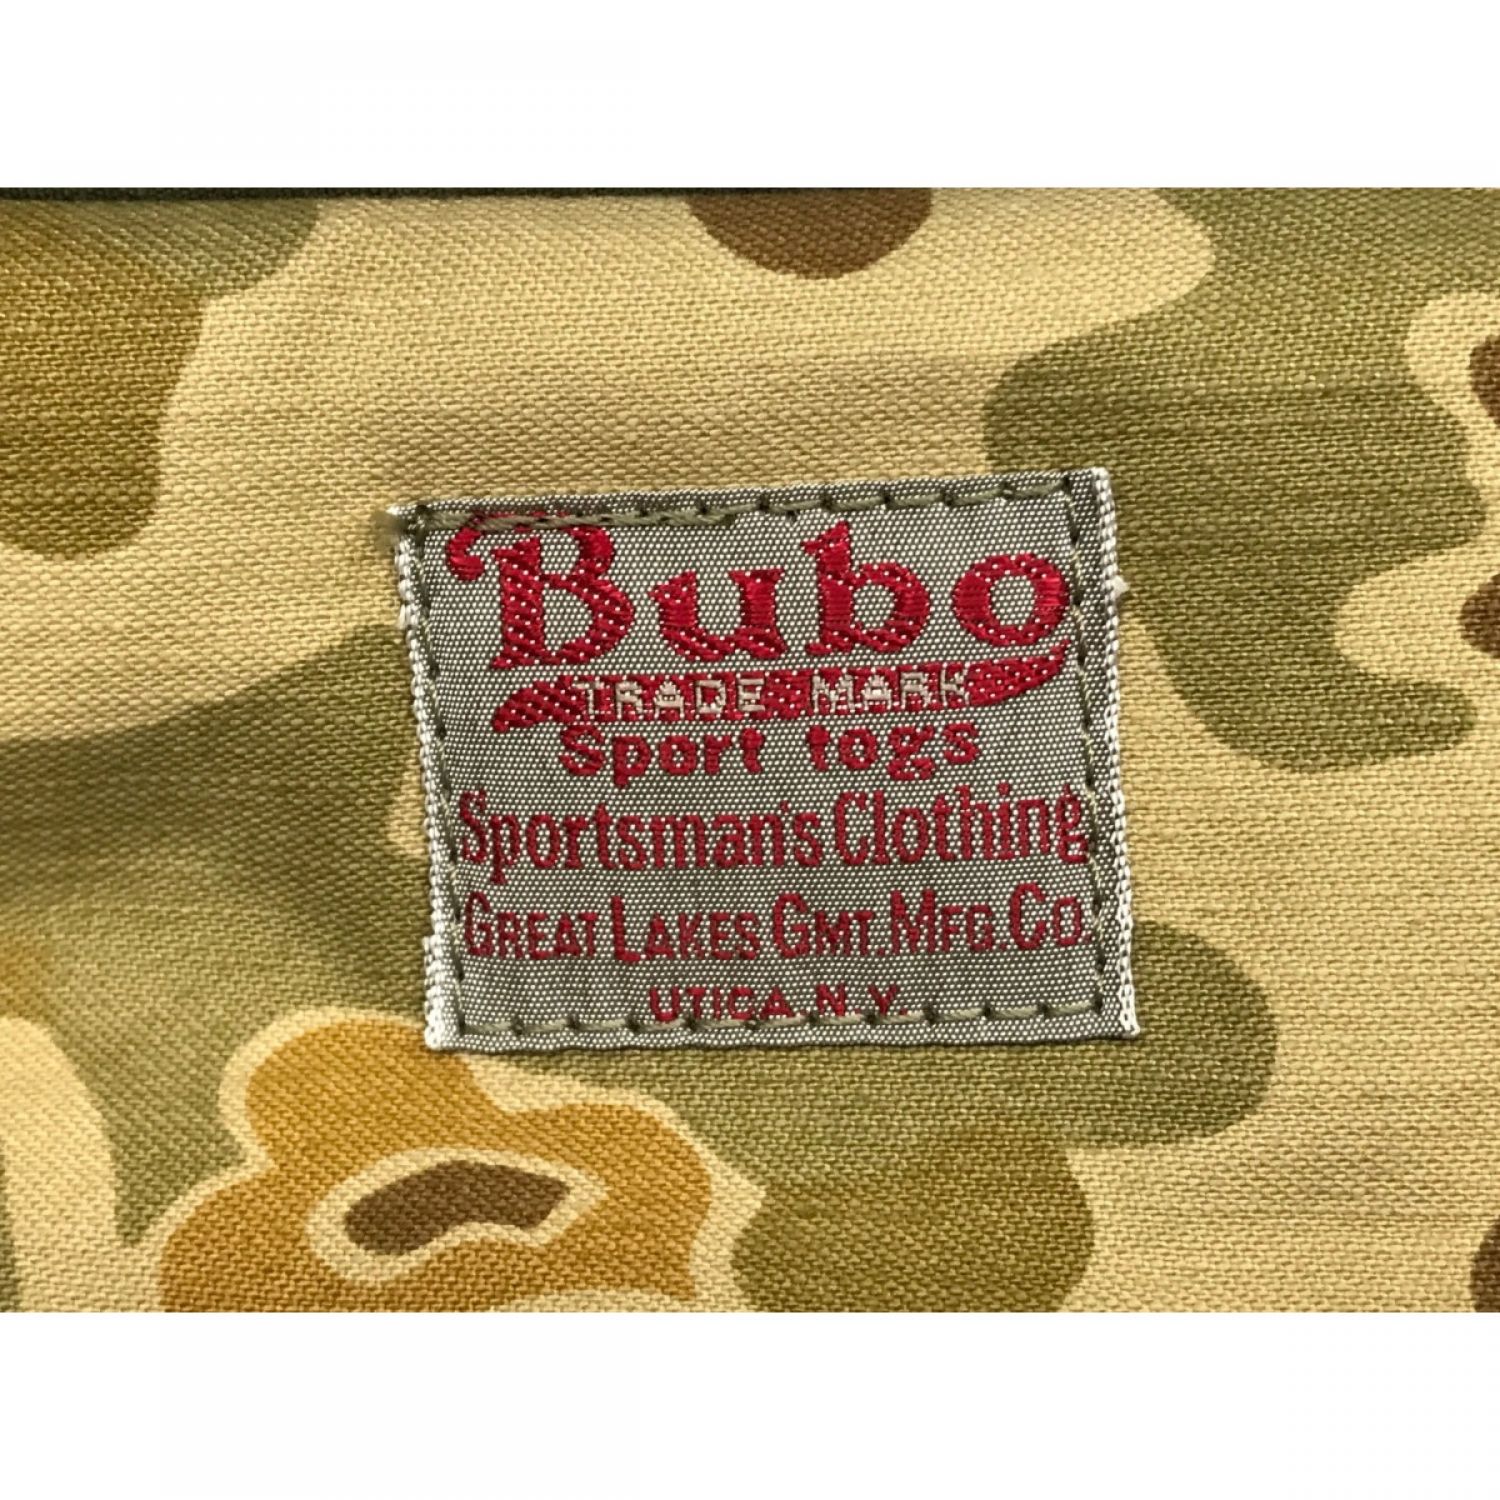 Bubo
TRADE MARK
Sport togs
Sportsman's Clothing
GREAT LAKES GMT. MFG. CO.
UTICA, N.Y.